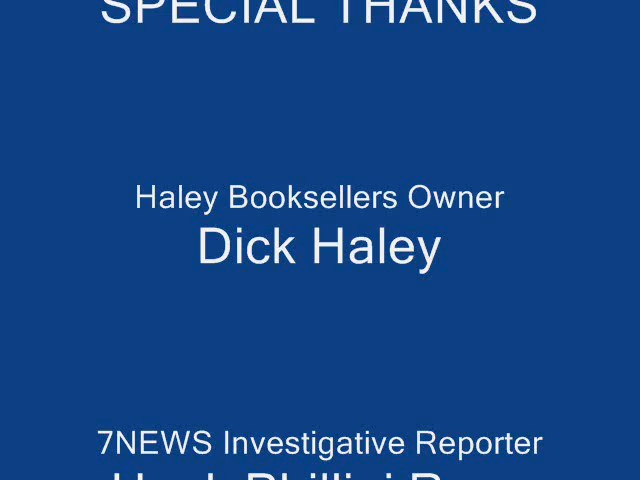 SPECIAL THANKS
Haley Booksellers Owner
Dick Haley
7NEWS Investigative Reporter